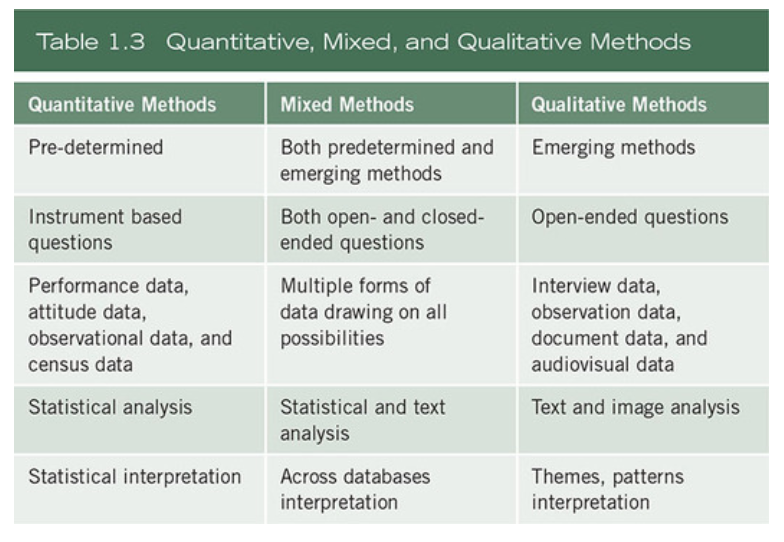 Table 1.3 Quantitative, Mixed, and Qualitative Methods
Quantitative Methods
Mixed Methods
Qualitative Methods
Pre-determined
Both predetermined and
emerging methods
Emerging methods
Instrument based
questions
Both open- and closed-
ended questions
Open-ended questions
Performance data,
attitude data,
observational data, and
census data
Multiple forms of
data drawing on all
possibilities
Interview data,
observation data,
document data, and
audiovisual data
Statistical analysis
Statistical and text
analysis
Text and image analysis
Statistical interpretation
Across databases
interpretation
Themes, patterns
interpretation